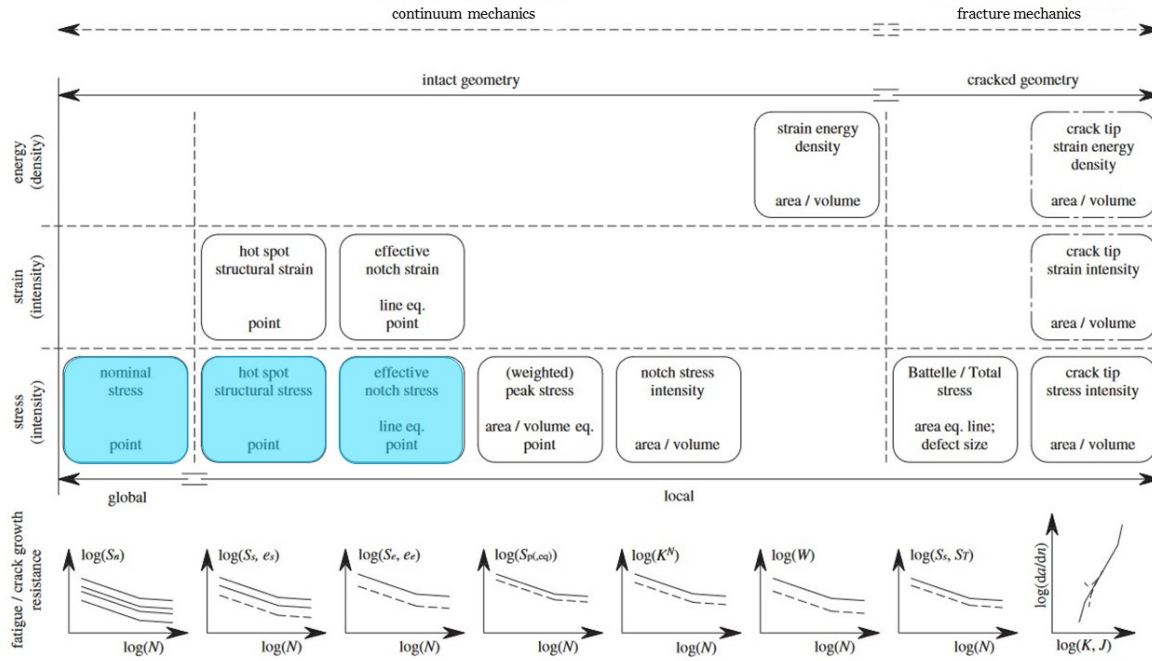 continuum mechanics
fracture mechanics
intact geometry
cracked geometry
energy
(density)
strain energy
density
area / volume
crack tip
strain energy
density
area / volume
strain
(intensity)
hot spot
structural strain
point
effective
notch strain
line eq.
point
crack tip
strain intensity
area / volume
stress
(intensity)
nominal
stress
point
hot spot
structural stress
point
effective
notch stress
line eq.
point
(weighted)
peak stress
area / volume eq.
point
notch stress
intensity
area / volume
Battelle / Total
stress
area eq. line;
defect size
crack tip
stress intensity
area / volume
global
local
fatigue / crack growth
resistance
log(Sn)
log(N)
log(Ss, es)
log(N)
log(Se, ee)
log(N)
log(Sp(,eq))
log(N)
log(K^N)
log(N)
log(W)
log(N)
log(Ss, ST)
log(N)
log(da/dn)
log(K, J)